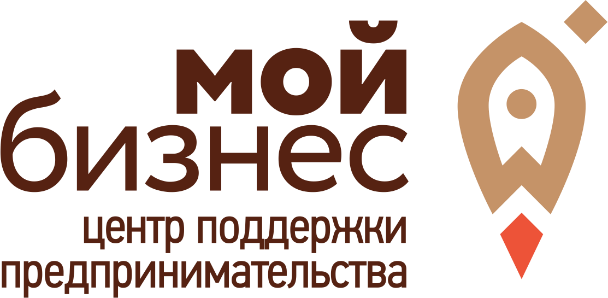 мой
бизнес
центр поддержки
предпринимательства